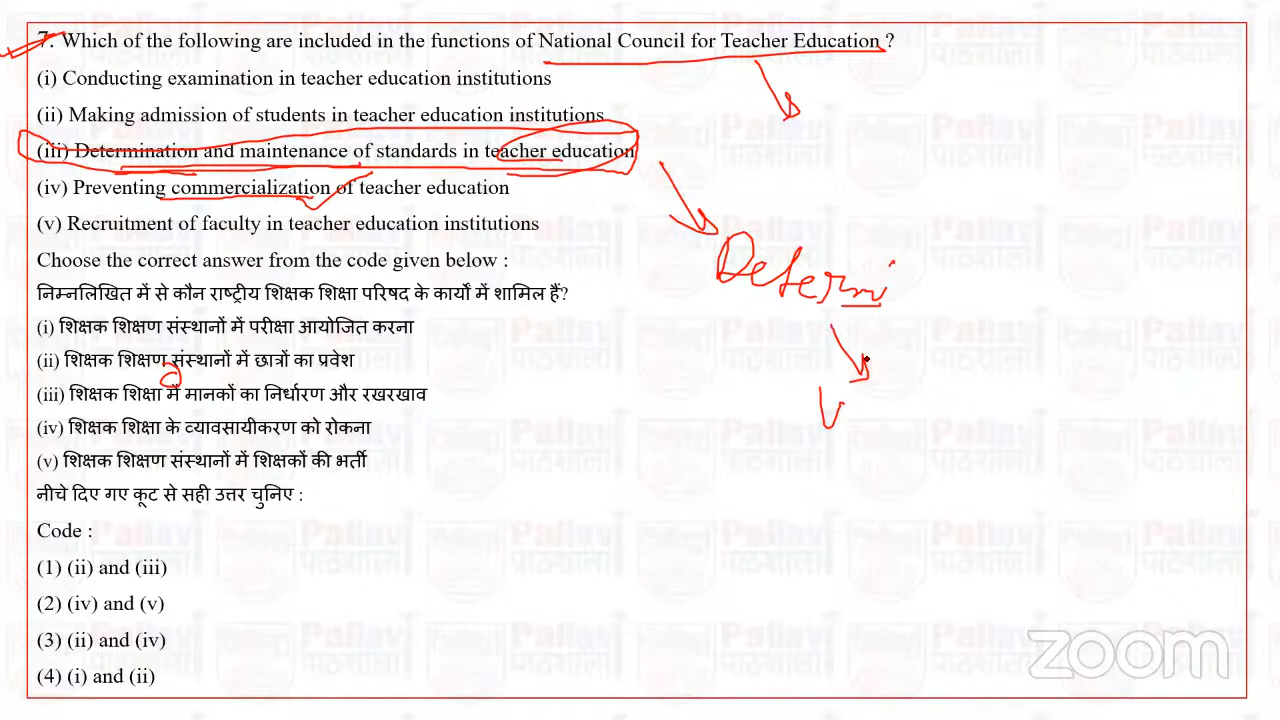 7. Which of the following are included in the functions of National Council for Teacher Education ?
(i) Conducting examination in teacher education institutions
(ii) Making admission of students in teacher education institutions
(iii) Determination and maintenance of standards in teacher education
(iv) Preventing commercialization of teacher education
(v) Recruitment of faculty in teacher education institutions
Choose the correct answer from the code given below :
निम्नलिखित में से कौन राष्ट्रीय शिक्षक शिक्षा परिषद के कार्यों में शामिल हैं?
(i) शिक्षक शिक्षण संस्थानों में परीक्षा आयोजित करना
(ii) शिक्षक शिक्षण संस्थानों में छात्रों का प्रवेश
(iii) शिक्षक शिक्षा में मानकों का निर्धारण और रखरखाव
(iv) शिक्षक शिक्षा के व्यावसायीकरण को रोकना
(v) शिक्षक शिक्षण संस्थानों में शिक्षकों की भर्ती
नीचे दिए गए कूट से सही उत्तर चुनिए :
Code :
(1) (ii) and (iii)
(2) (iv) and (v)
(3) (ii) and (iv)
(4) (i) and (ii)
Determi
zoom
Pallavi
पाठशाला